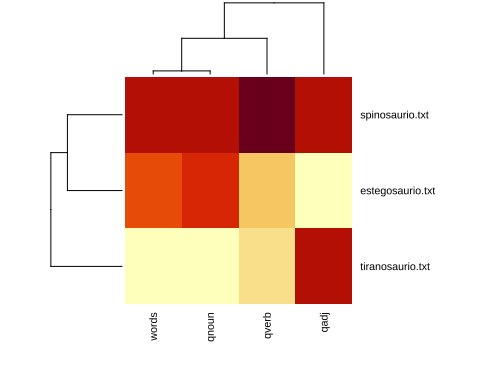 spinosaurio.txt
estegosaurio.txt
tiranosaurio.txt
words
qnoun
qverb
qadj